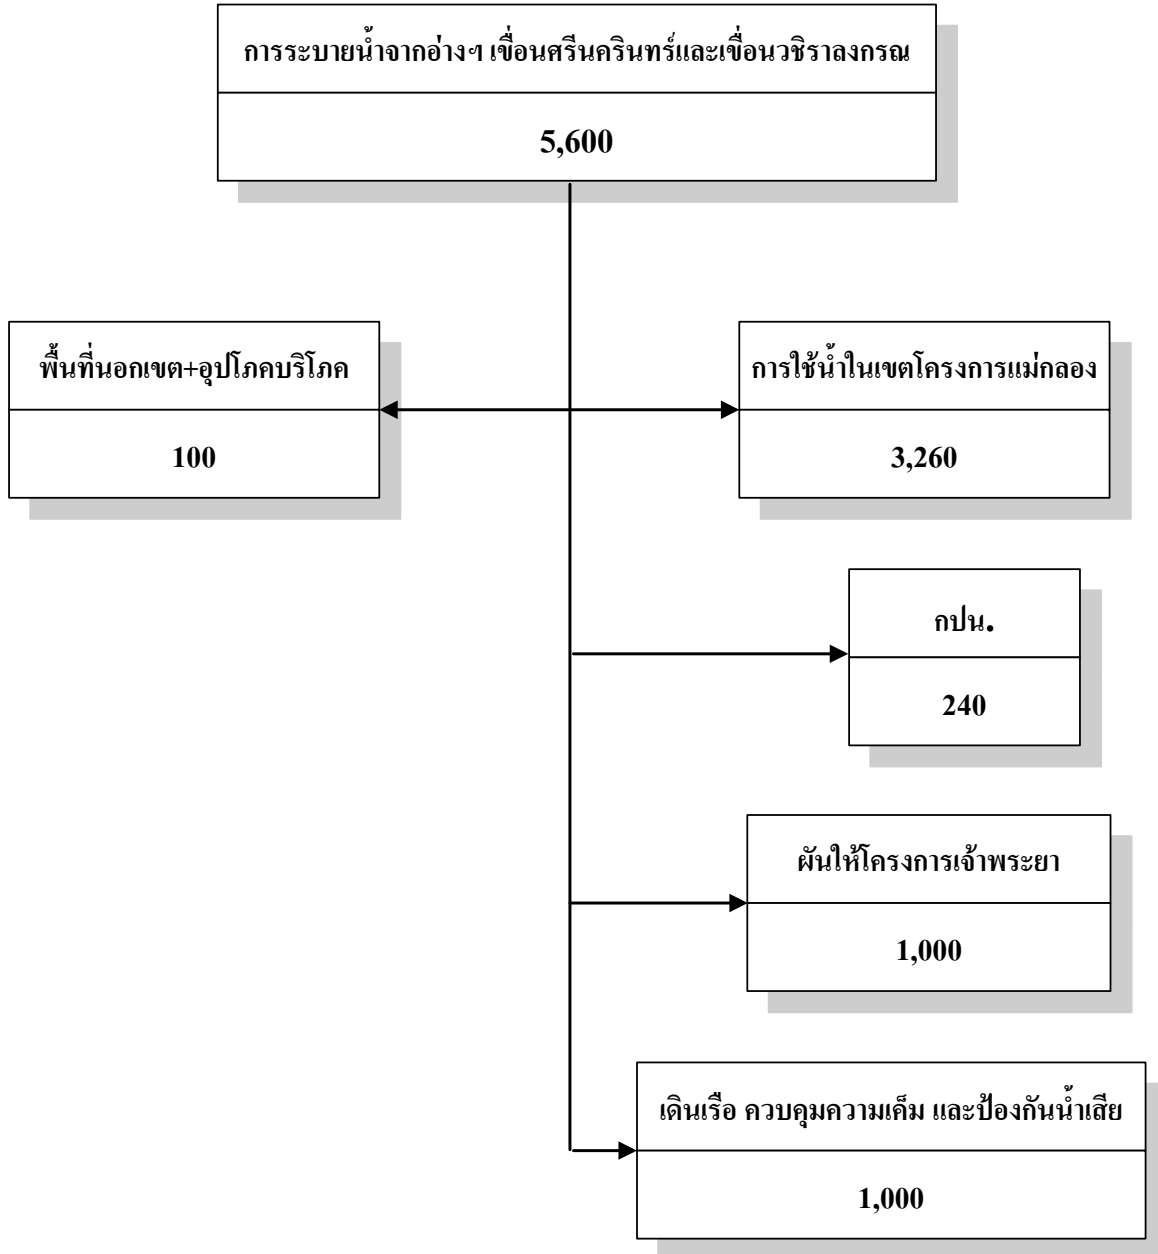 การระบายน้ำจากอ่างฯ เขื่อนศรีนครินทร์และเขื่อนวชิราลงกรณ
5,600
พื้นที่นอกเขต+อุปโภคบริโภค
100
การใช้น้ำในเขตโครงการแม่กลอง
3,260
กปน.
240
ผันให้โครงการเจ้าพระยา
1,000
เดินเรือ ควบคุมความเค็ม และป้องกันน้ำเสีย
1,000